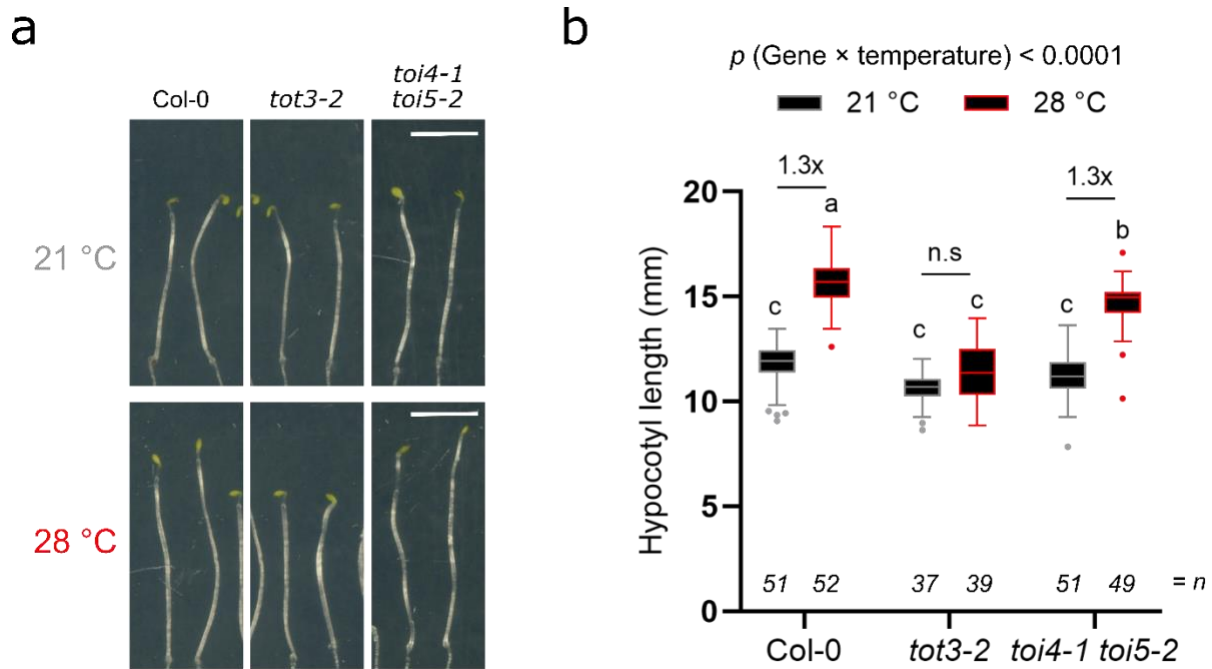 a
Col-0
tot3-2
toi4-1
toi5-2
21 °C
28 °C
b
p (Gene × temperature) < 0.0001
21 °C 28 °C
1.3x
n.s
1.3x
c a c c c b
Hypocotyl length (mm)
20
15
10
5
0
51 52 37 39 51 49 = n
Col-0 tot3-2 toi4-1 toi5-2